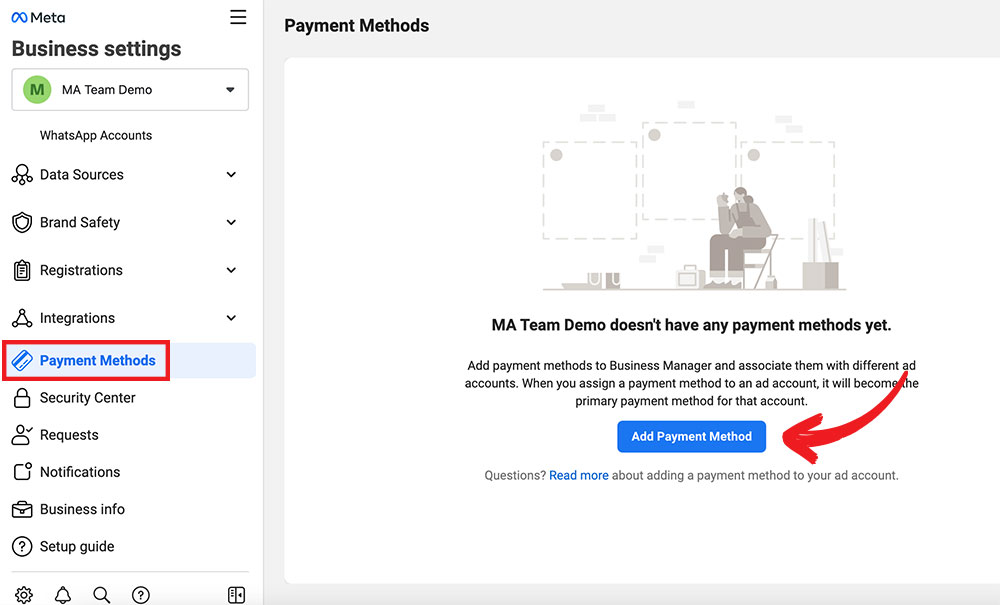 Meta
Business settings
M
MA Team Demo
WhatsApp Accounts
Data Sources
Brand Safety
Registrations
Integrations
Payment Methods
Security Center
Requests
Notifications
Business info
Setup guide
Payment Methods
MA Team Demo doesn't have any payment methods yet.
Add payment methods to Business Manager and associate them with different ad
accounts. When you assign a payment method to an ad account, it will become the
primary payment method for that account.
Add Payment Method
Questions? Read more about adding a payment method to your ad account.